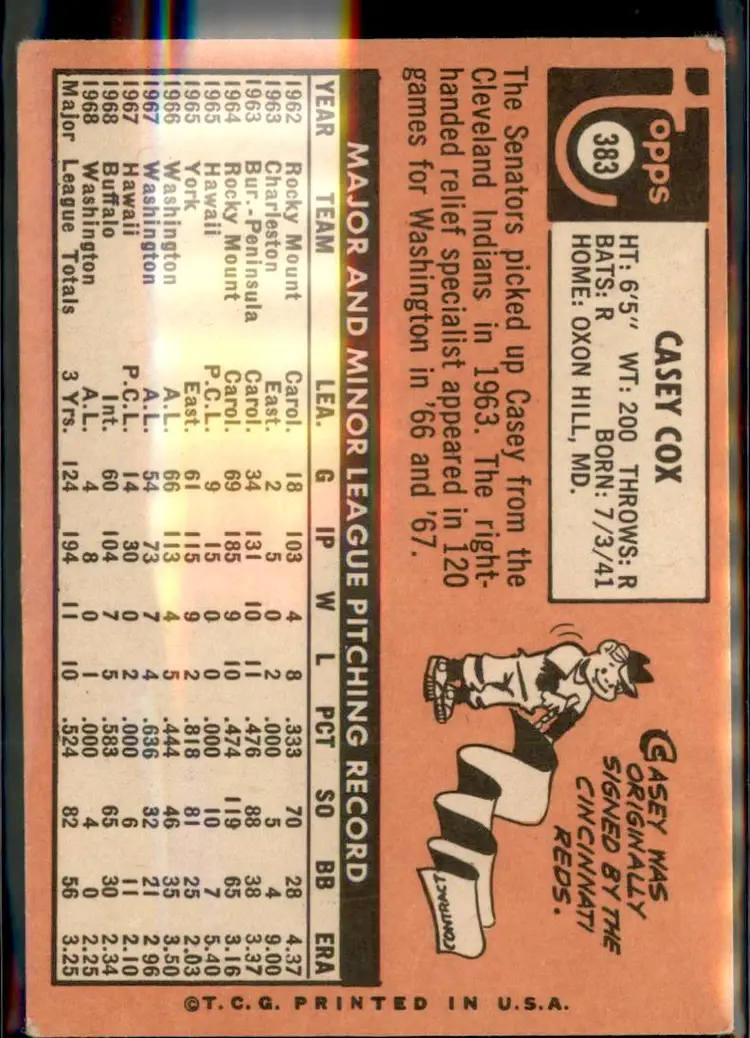 Topps
383
CASEY COX
HT: 6'5" WT: 200 THROWS: R
BATS: R BORN: 7/3/41
HOME: OXON HILL, MD.
The Senators picked up Casey from the
Cleveland Indians in 1963. The right-
handed relief specialist appeared in 120
games for Washington in '66 and '67.
CASEY WAS
ORIGINALLY
SIGNED BY THE
CINCINNATI
REDS.
CONTRACT
MAJOR AND MINOR LEAGUE PITCHING RECORD
YEAR TEAM LEA. G IP W L PCT SO BB ERA
1962 Rocky Mount Carol. 18 103 4 8 .333 70 28 4.37
1963 Charleston East. 2 5 0 2 .000 5 4 9.00
1963 Bur.-Peninsula Carol. 34 131 10 11 .476 88 38 3.37
1964 Rocky Mount Carol. 69 185 9 10 .474 119 65 3.16
1965 Hawaii P.C.L. 9 15 0 0 .000 10 7 5.40
1965 York East. 61 115 9 2 .818 81 25 2.03
1966 Washington A.L. 66 113 4 5 .444 46 35 3.50
1967 Washington A.L. 54 73 7 4 .636 32 21 2.96
1967 Hawaii P.C.L. 14 30 0 2 .000 6 11 2.10
1968 Buffalo Int. 60 104 7 5 .583 65 30 2.34
1968 Washington A.L. 4 8 0 1 .000 4 0 2.25
Major League Totals 3 Yrs. 124 194 11 10 .524 82 56 3.25
©T.C.G. PRINTED IN U.S.A.